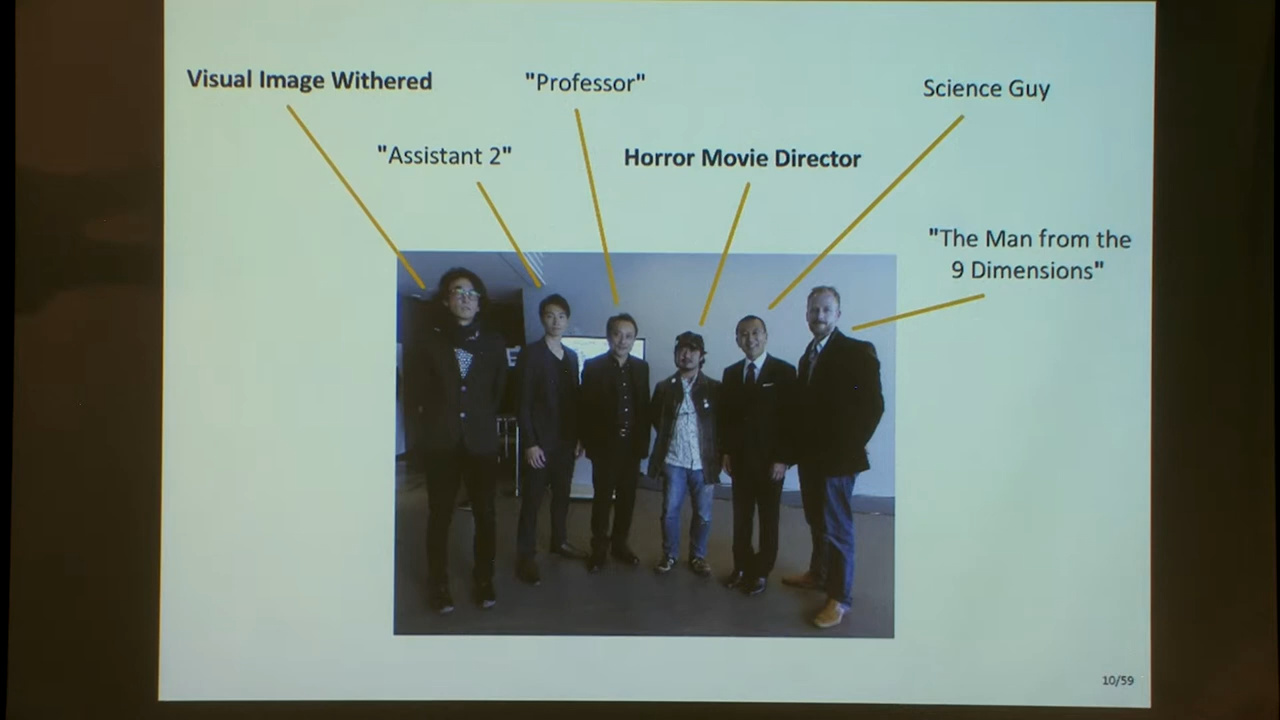 Visual Image Withered
"Professor"
Science Guy
"Assistant 2"
Horror Movie Director
"The Man from the
9 Dimensions"
10/59